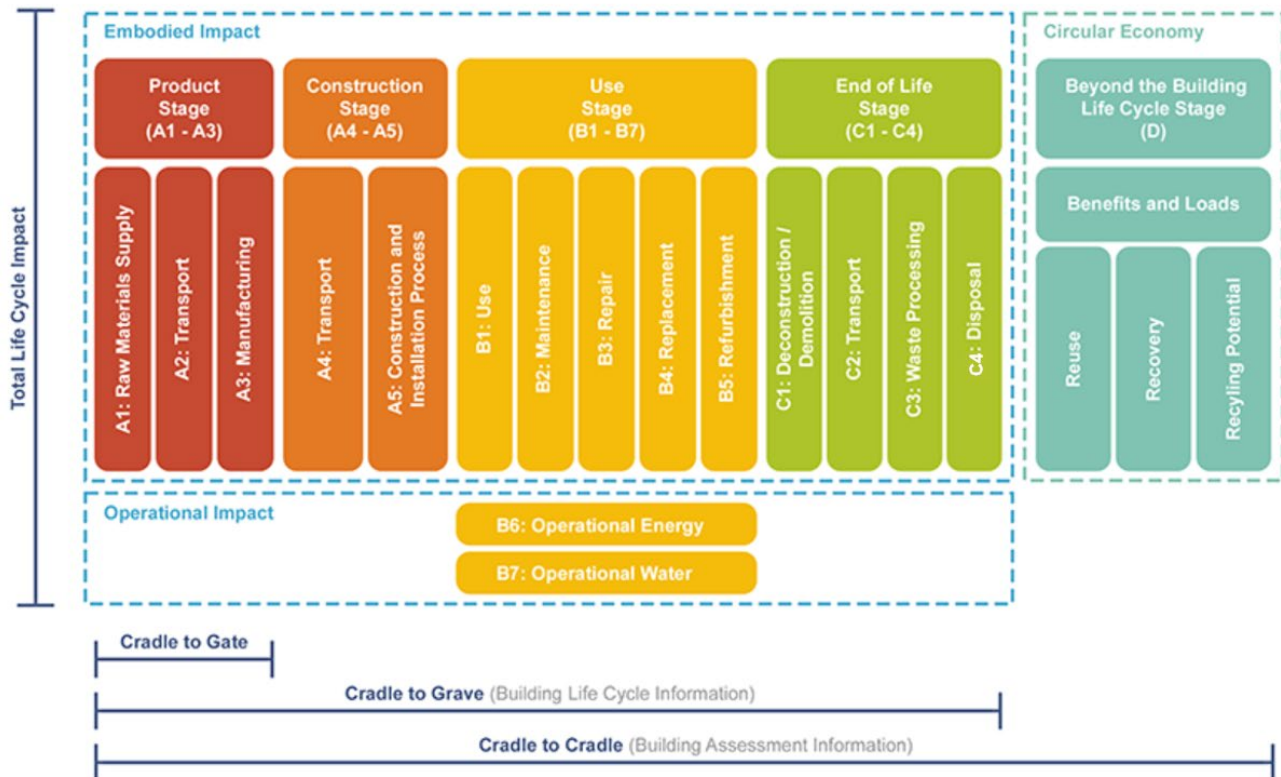 Total Life Cycle Impact
Embodied Impact
Product
Stage
(A1 - A3)
Construction
Stage
(A4 - A5)
Use
Stage
(B1 - B7)
End of Life
Stage
(C1 - C4)
A1: Raw Materials Supply
A2: Transport
A3: Manufacturing
A4: Transport
A5: Construction and
Installation Process
B1: Use
B2: Maintenance
B3: Repair
B4: Replacement
B5: Refurbishment
C1: Deconstruction /
Demolition
C2: Transport
C3: Waste Processing
C4: Disposal
Circular Economy
Beyond the Building
Life Cycle Stage
(D)
Benefits and Loads
Reuse
Recovery
Recyling Potential
Operational Impact
B6: Operational Energy
B7: Operational Water
Cradle to Gate
Cradle to Grave (Building Life Cycle Information)
Cradle to Cradle (Building Assessment Information)